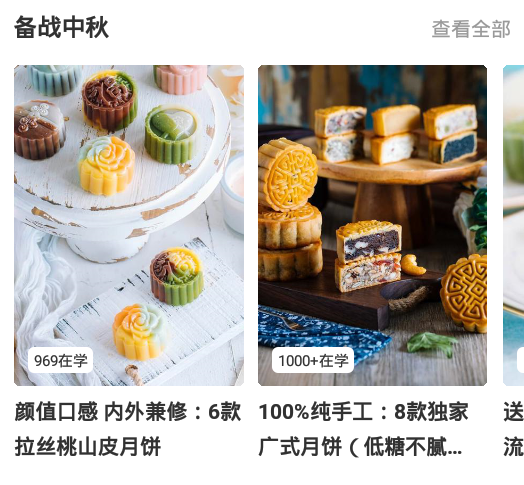 备战中秋
查看全部
969在学
1000+在学
颜值口感 内外兼修：6款
拉丝桃山皮月饼
100%纯手工：8款独家
广式月饼（低糖不腻...
送
流